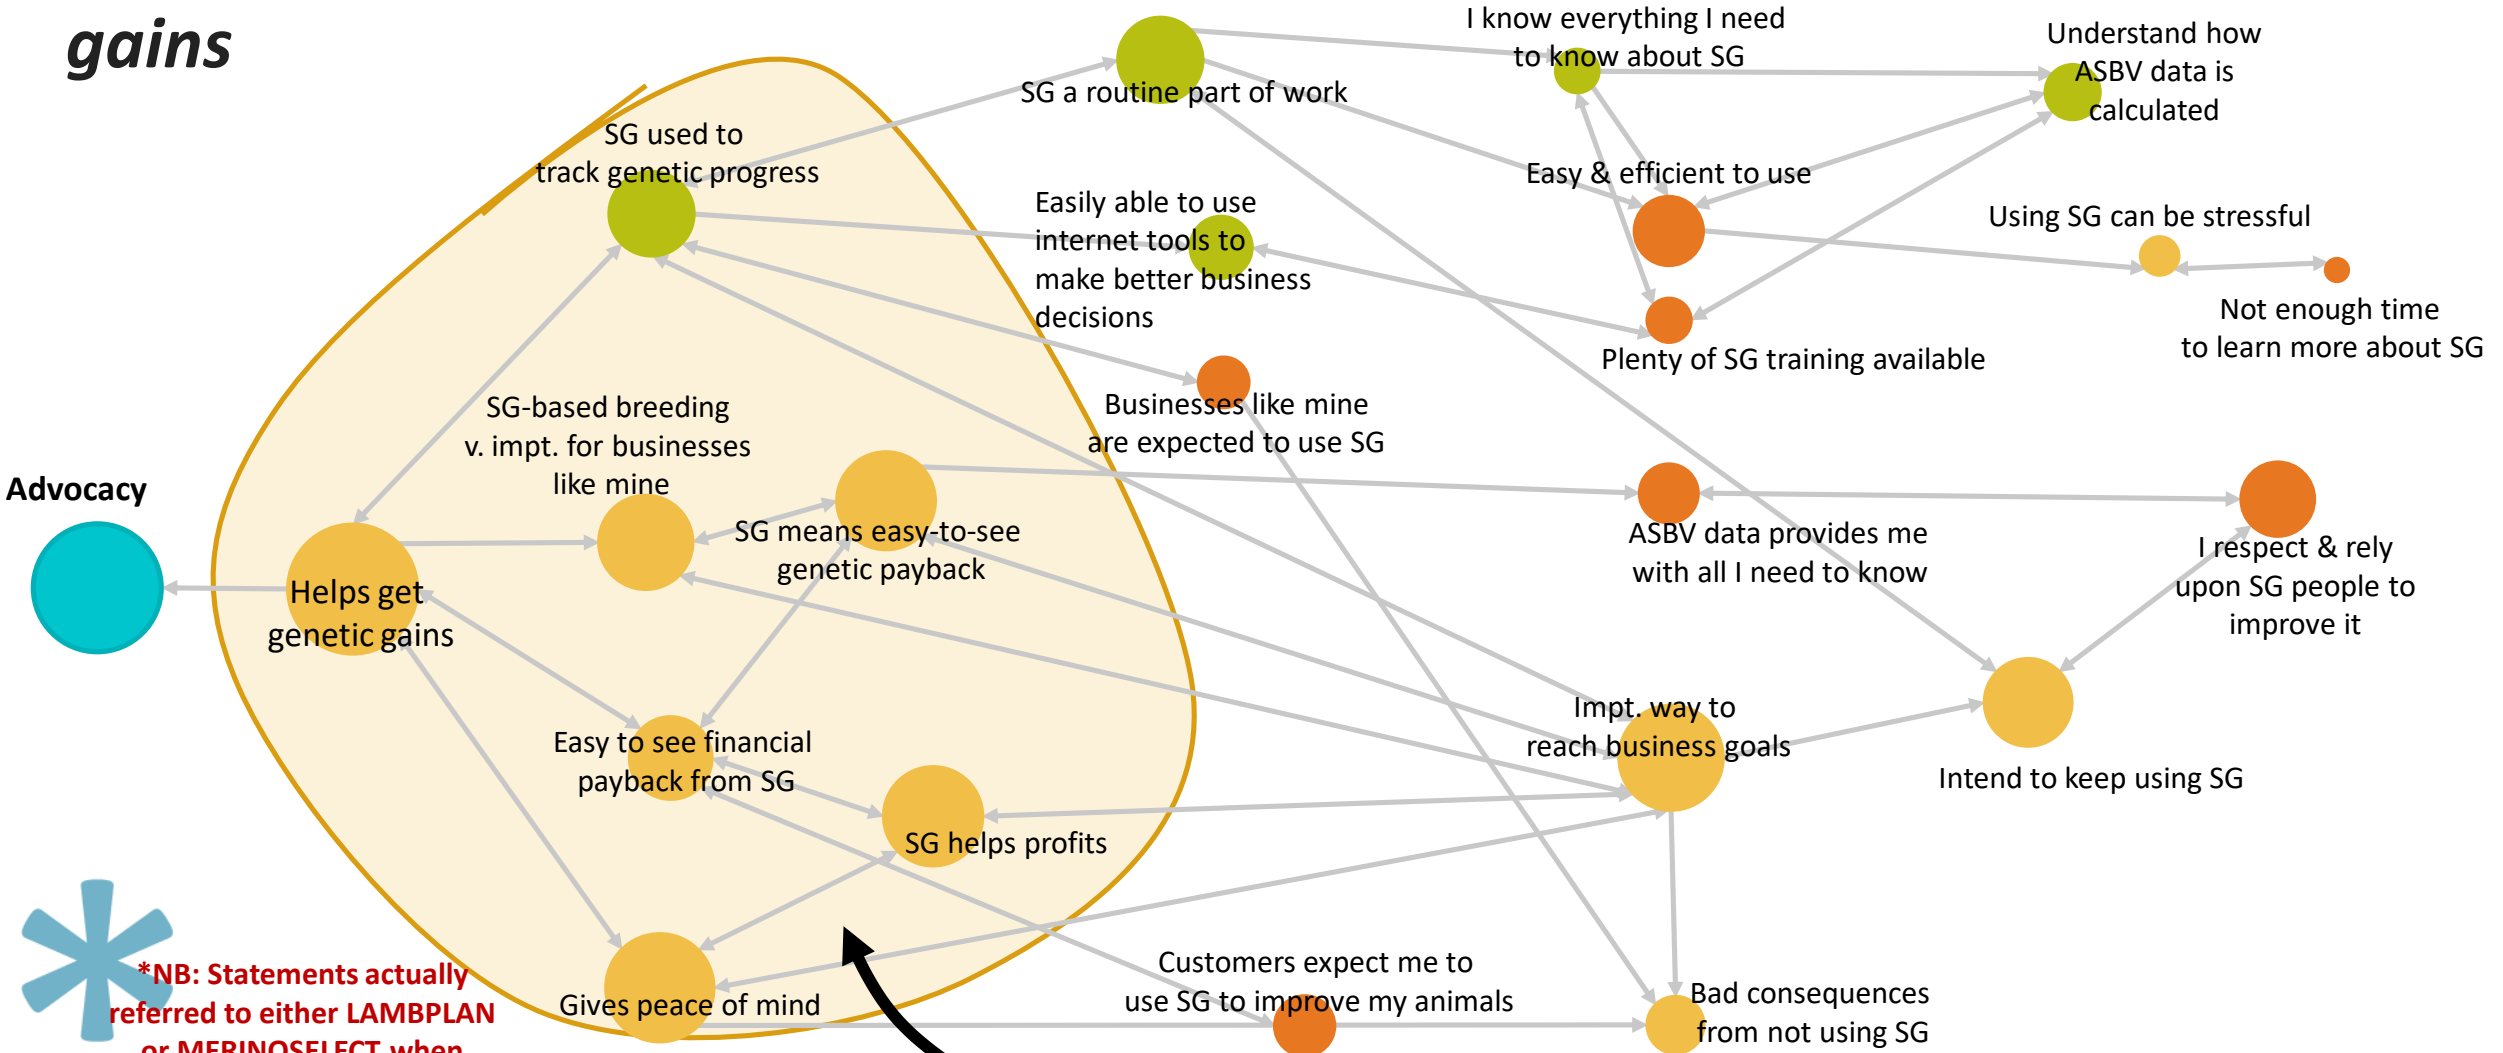 gains
I know everything I need
to know about SG
Understand how
ASBV data is
calculated
SG a routine part of work
SG used to
track genetic progress
Easy & efficient to use
Easily able to use
internet tools to
make better business
decisions
Using SG can be stressful
Not enough time
to learn more about SG
Plenty of SG training available
SG-based breeding
v. impt. for businesses
like mine
Businesses like mine
are expected to use SG
Advocacy
SG means easy-to-see
genetic payback
ASBV data provides me
with all I need to know
I respect & rely
upon SG people to
improve it
Helps get
genetic gains
Impt. way to
reach business goals
Easy to see financial
payback from SG
Intend to keep using SG
SG helps profits
*NB: Statements actually
referred to either LAMBPLAN
or MERINOSELECT when
Gives peace of mind
Customers expect me to
use SG to improve my animals
Bad consequences
from not using SG